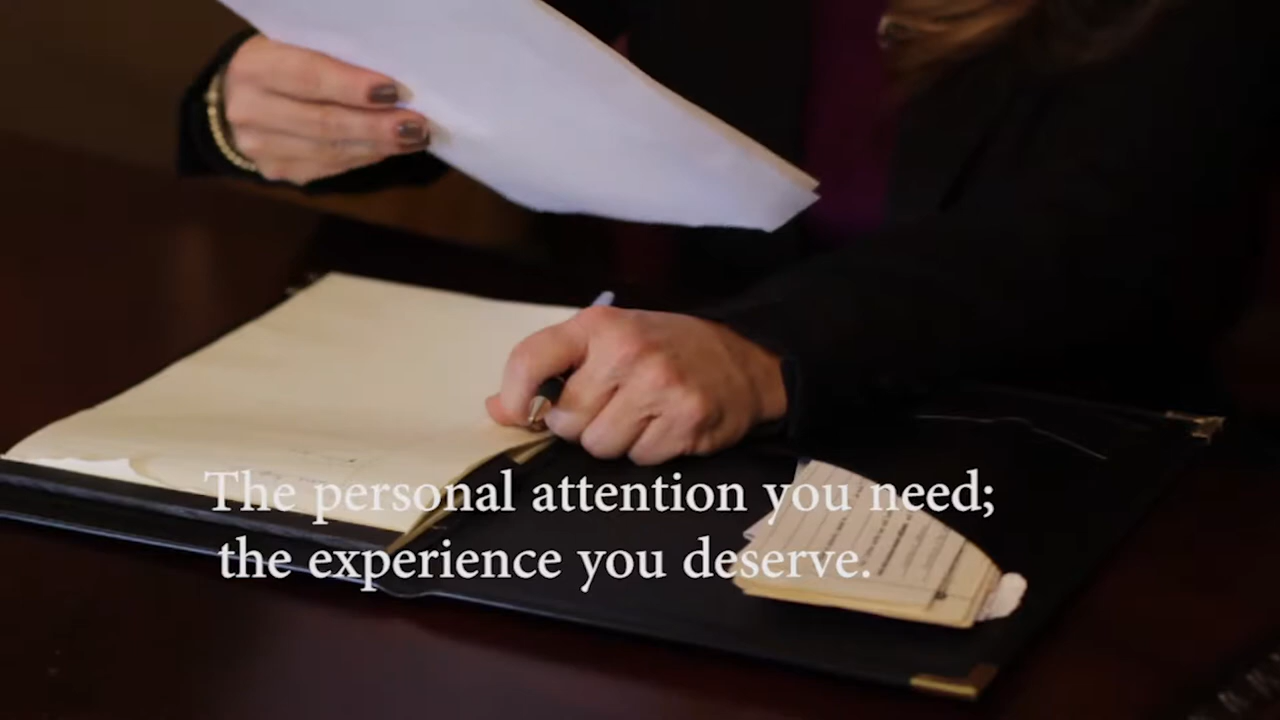 The personal attention you need;
the experience you deserve.